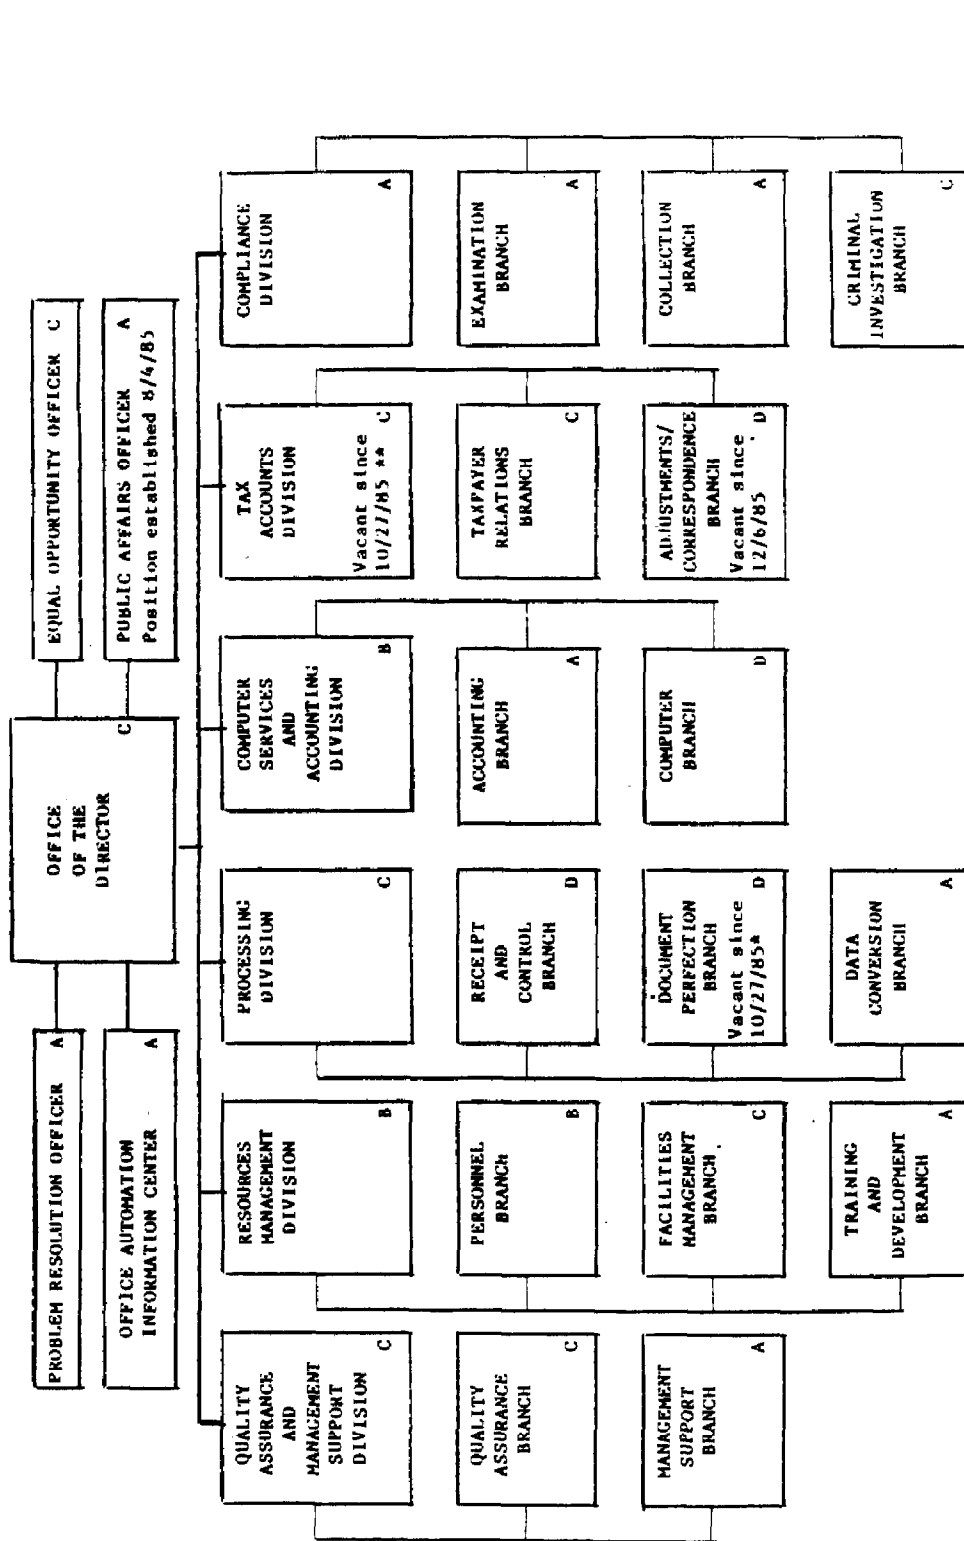 OFFICE
OF THE
DIRECTOR
C
PROBLEM RESOLUTION OFFICER A
OFFICE AUTOMATION A
INFORMATION CENTER
EQUAL OPPORTUNITY OFFICER C
PUBLIC AFFAIRS OFFICER A
Position established 8/4/85
QUALITY
ASSURANCE
AND
MANAGEMENT
SUPPORT
DIVISION
C
QUALITY
ASSURANCE
BRANCH
C
MANAGEMENT
SUPPORT
BRANCH
A
RESOURCES
MANAGEMENT
DIVISION
B
PERSONNEL
BRANCH
B
FACILITIES
MANAGEMENT
BRANCH
C
TRAINING
AND
DEVELOPMENT
BRANCH
A
PROCESSING
DIVISION
C
RECEIPT
AND
CONTROL
BRANCH
D
DOCUMENT
PERFECTION
BRANCH
Vacant since
10/27/85*
D
DATA
CONVERSION
BRANCH
A
COMPUTER
SERVICES
AND
ACCOUNTING
DIVISION
B
ACCOUNTING
BRANCH
A
COMPUTER
BRANCH
D
TAX
ACCOUNTS
DIVISION
Vacant since
10/27/85 **
C
TAXPAYER
RELATIONS
BRANCH
C
ADJUSTMENTS/
CORRESPONDENCE
BRANCH
Vacant since
12/6/85
D
COMPLIANCE
DIVISION
A
EXAMINATION
BRANCH
A
COLLECTION
BRANCH
A
CRIMINAL
INVESTIGATION
BRANCH
C